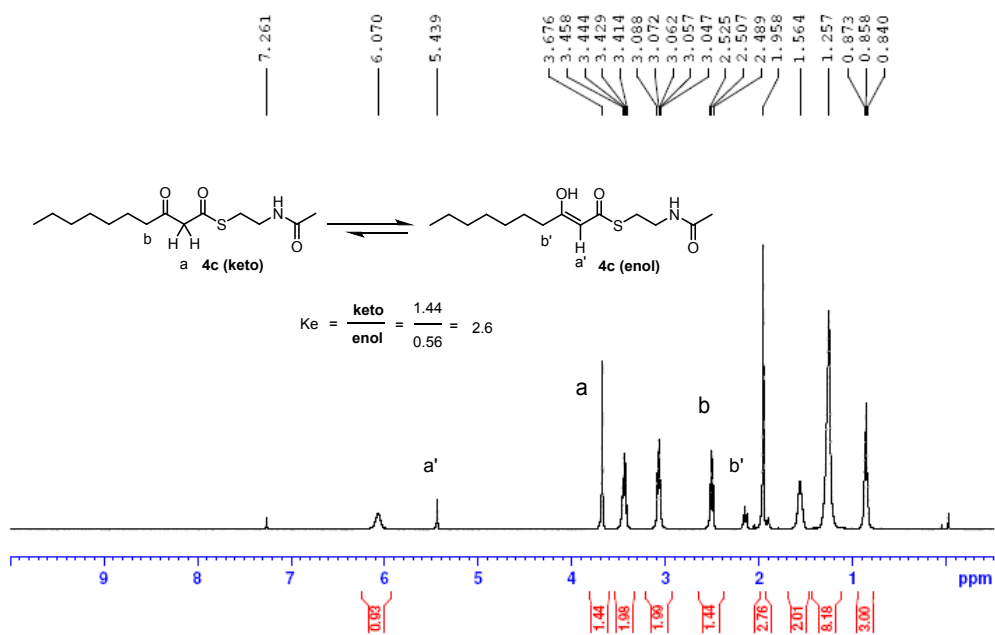 7.261
6.070
5.439
3.676
3.458
3.444
3.429
3.414
3.088
3.072
3.062
3.057
3.047
2.525
2.507
2.489
1.958
1.564
1.257
0.873
0.858
0.840
O O H
S N
b H H O
a 4c (keto)
OH O H
S N
b' H O
a' 4c (enol)
Ke = keto / enol = 1.44 / 0.56 = 2.6
a
b
a'
b'
9 8 7 6 5 4 3 2 1 ppm
0.93 1.44 1.98 1.99 1.44 2.76 2.01 8.18 3.00